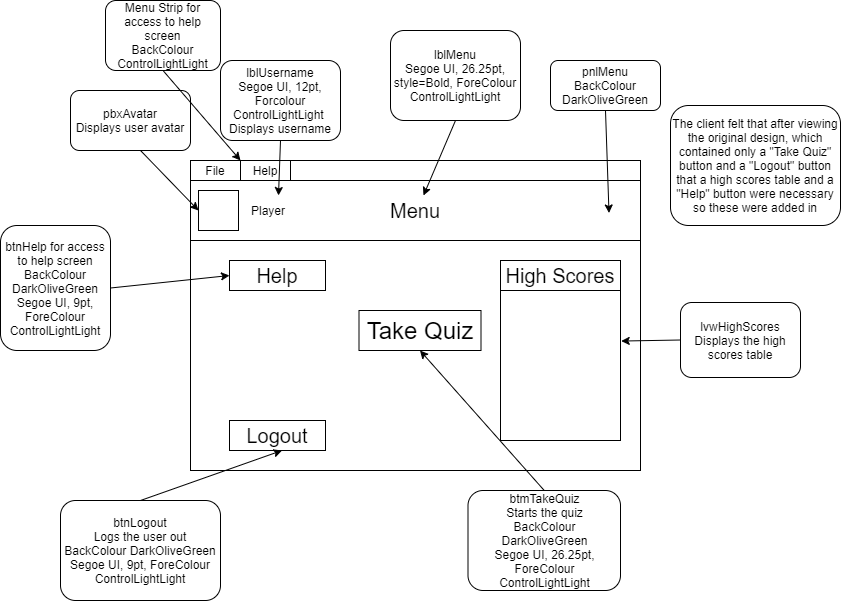 Menu Strip for
access to help
screen
BackColour
ControlLightLight
lblUsername
Segoe UI, 12pt,
Forcolour
ControlLightLight
Displays username
lblMenu
Segoe UI, 26.25pt,
style=Bold, ForeColour
ControlLightLight
pnlMenu
BackColour
DarkOliveGreen
pbxAvatar
Displays user avatar
The client felt that after viewing
the original design, which
contained only a "Take Quiz"
button and a "Logout" button
that a high scores table and a
"Help" button were necessary
so these were added in
File
Help
Player
Menu
btnHelp for access
to help screen
BackColour
DarkOliveGreen
Segoe UI, 9pt,
ForeColour
ControlLightLight
Help
High Scores
Take Quiz
lvwHighScores
Displays the high
scores table
Logout
btnLogout
Logs the user out
BackColour DarkOliveGreen
Segoe UI, 9pt, ForeColour
ControlLightLight
btmTakeQuiz
Starts the quiz
BackColour
DarkOliveGreen
Segoe UI, 26.25pt,
ForeColour
ControlLightLight